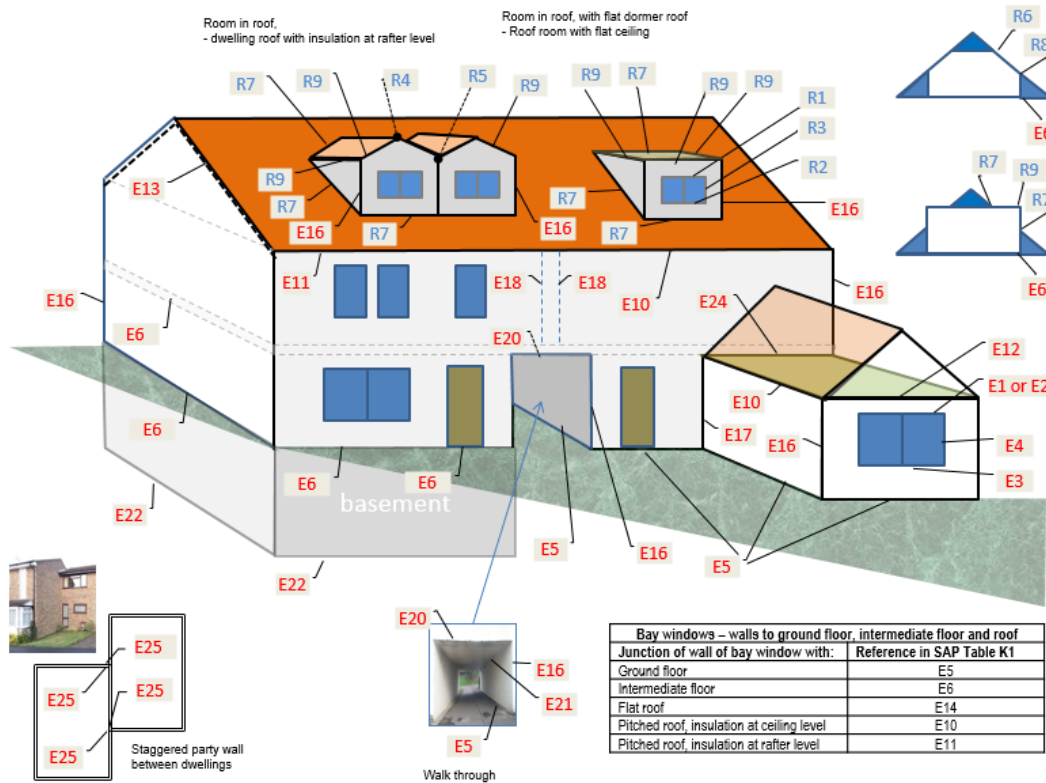 Room in roof,
- dwelling roof with insulation at rafter level
Room in roof, with flat dormer roof
- Roof room with flat ceiling
R6
R8
R7
R9
R4
R5
R9
R9
R7
R9
R9
R1
R3
R2
E6
E13
R9
R7
E16
R7
E16
R7
R7
E16
R7
R9
R7
E6
E16
E6
E11
E18
E18
E10
E16
E24
E20
E12
E10
E1 or E2
E17
E16
E4
E3
E6
E6
E6
basement
E22
E5
E16
E5
E22
E20
E16
E21
E5
Walk through
E25
E25
E25
E25
Staggered party wall
between dwellings
Bay windows – walls to ground floor, intermediate floor and roof
Junction of wall of bay window with: Reference in SAP Table K1
Ground floor E5
Intermediate floor E6
Flat roof E14
Pitched roof, insulation at ceiling level E10
Pitched roof, insulation at rafter level E11